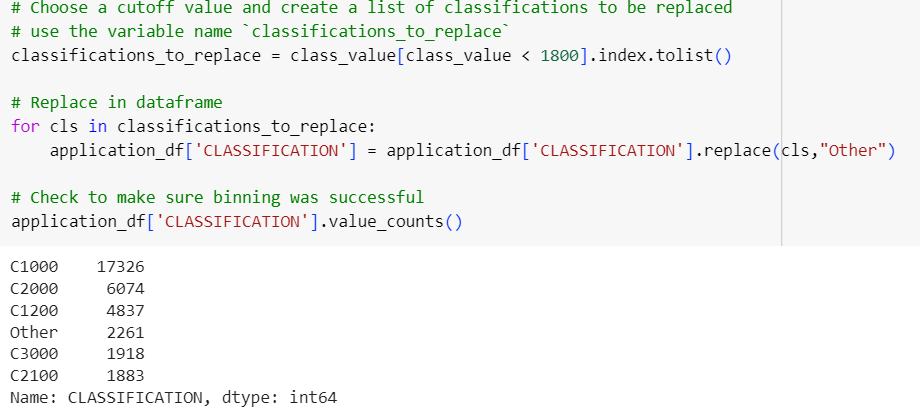 # Choose a cutoff value and create a list of classifications to be replaced
# use the variable name `classifications_to_replace`
classifications_to_replace = class_value[class_value < 1800].index.tolist()
# Replace in dataframe
for cls in classifications_to_replace:
    application_df['CLASSIFICATION'] = application_df['CLASSIFICATION'].replace(cls,"Other")
# Check to make sure binning was successful
application_df['CLASSIFICATION'].value_counts()
C1000    17326
C2000     6074
C1200     4837
Other     2261
C3000     1918
C2100     1883
Name: CLASSIFICATION, dtype: int64